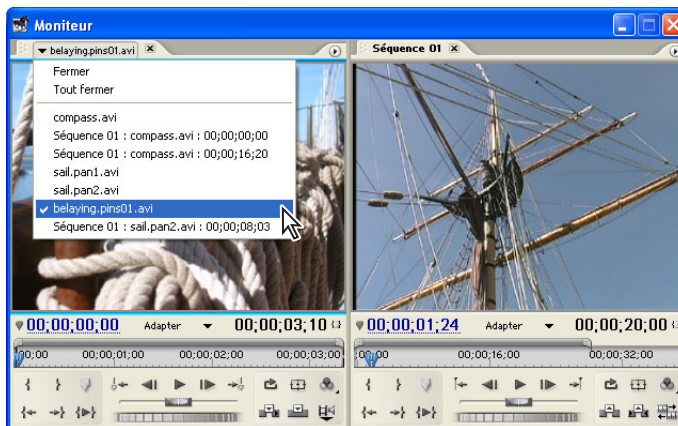 Moniteur
belaying.pins01.avi
Séquence 01
Fermer
Tout fermer
compass.avi
Séquence 01 : compass.avi : 00;00;00;00
Séquence 01 : compass.avi : 00;00;16;20
sail.pan1.avi
sail.pan2.avi
belaying.pins01.avi
Séquence 01 : sail.pan2.avi : 00;00;08;03
00;00;00;00 Adapter 00;00;03;10
00;00;01;24 Adapter 00;00;20;00
00;00 00;00;01;00 00;00;02;00 00;00;03;00
00;00 00;00;16;00 00;00;32;00